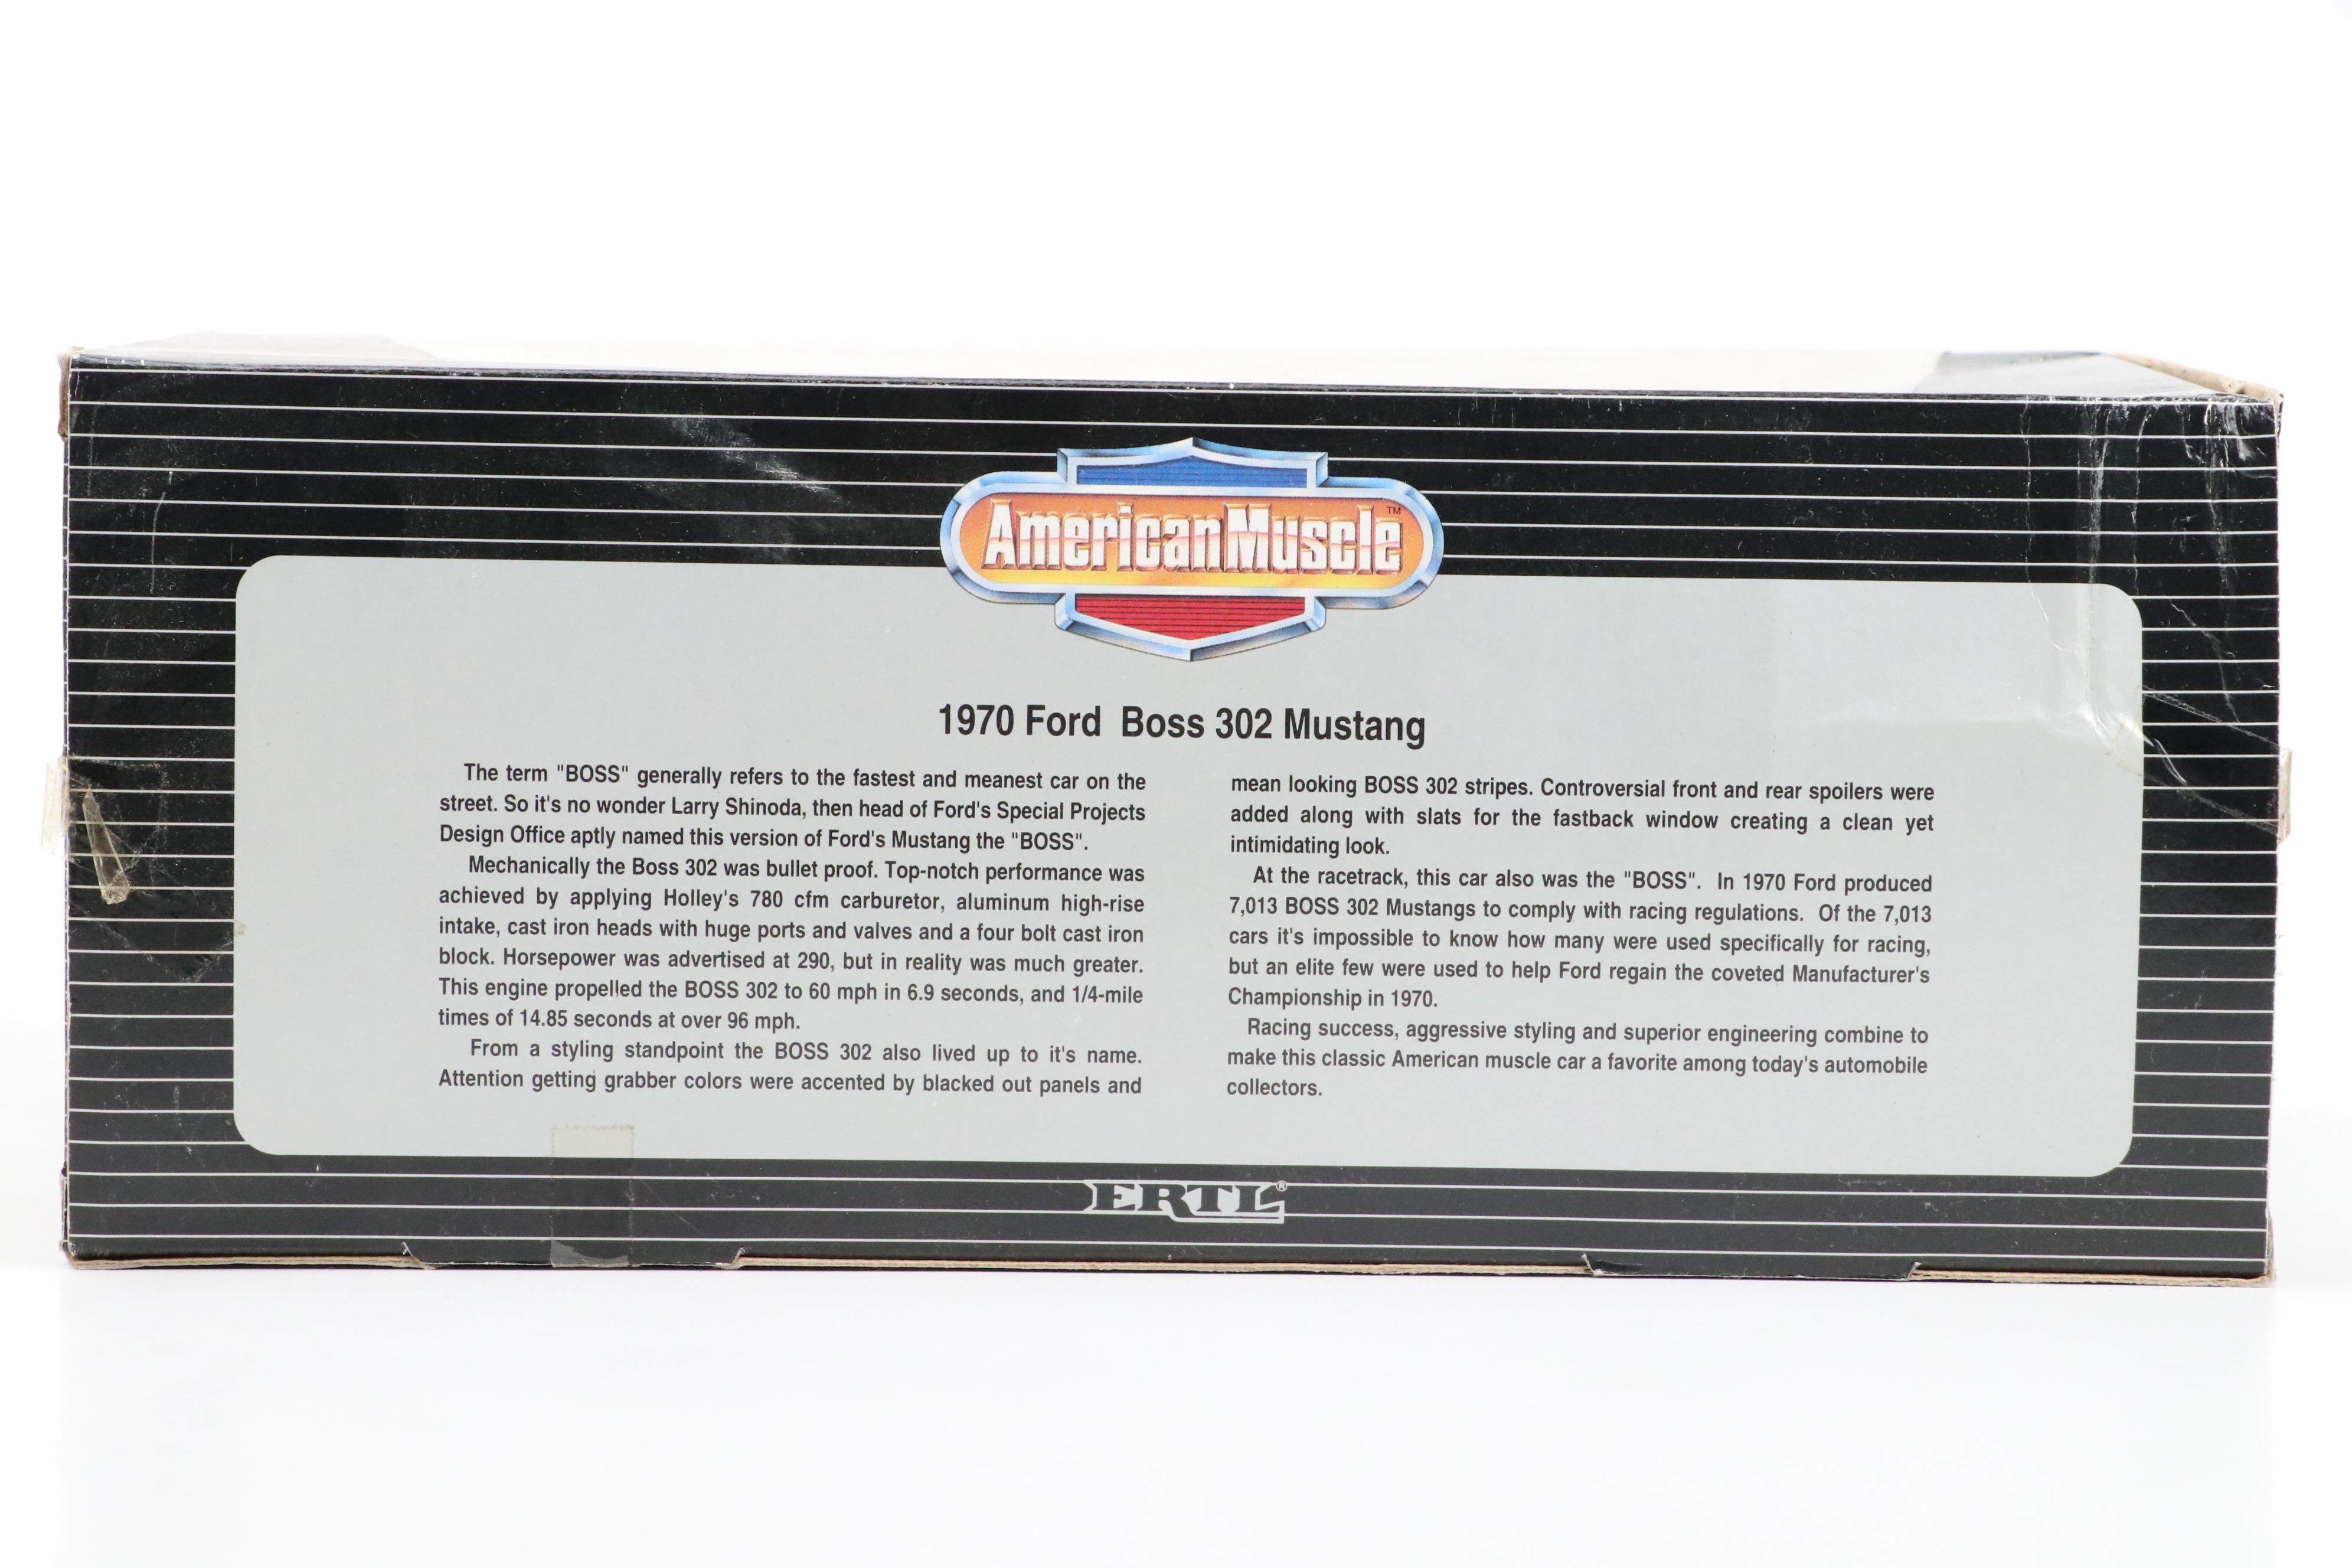 AmericanMuscle™
1970 Ford Boss 302 Mustang
The term "BOSS" generally refers to the fastest and meanest car on the
street. So it's no wonder Larry Shinoda, then head of Ford's Special Projects
Design Office aptly named this version of Ford's Mustang the "BOSS".
Mechanically the Boss 302 was bullet proof. Top-notch performance was
achieved by applying Holley's 780 cfm carburetor, aluminum high-rise
intake, cast iron heads with huge ports and valves and a four bolt cast iron
block. Horsepower was advertised at 290, but in reality was much greater.
This engine propelled the BOSS 302 to 60 mph in 6.9 seconds, and 1/4-mile
times of 14.85 seconds at over 96 mph.
From a styling standpoint the BOSS 302 also lived up to it's name.
Attention getting grabber colors were accented by blacked out panels and
mean looking BOSS 302 stripes. Controversial front and rear spoilers were
added along with slats for the fastback window creating a clean yet
intimidating look.
At the racetrack, this car also was the "BOSS". In 1970 Ford produced
7,013 BOSS 302 Mustangs to comply with racing regulations. Of the 7,013
cars it's impossible to know how many were used specifically for racing,
but an elite few were used to help Ford regain the coveted Manufacturer's
Championship in 1970.
Racing success, aggressive styling and superior engineering combine to
make this classic American muscle car a favorite among today's automobile
collectors.
ERTL®